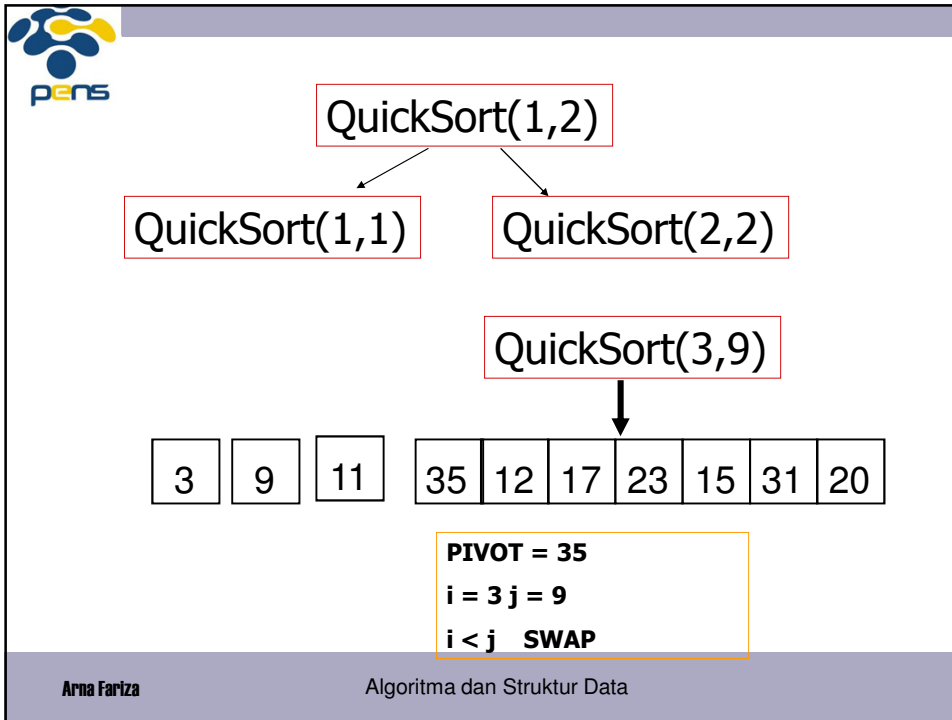 pens
QuickSort(1,2)
QuickSort(1,1) QuickSort(2,2)
QuickSort(3,9)
3 9 11 35 12 17 23 15 31 20
PIVOT = 35
i = 3 j = 9
i < j SWAP
Arna Fariza Algoritma dan Struktur Data